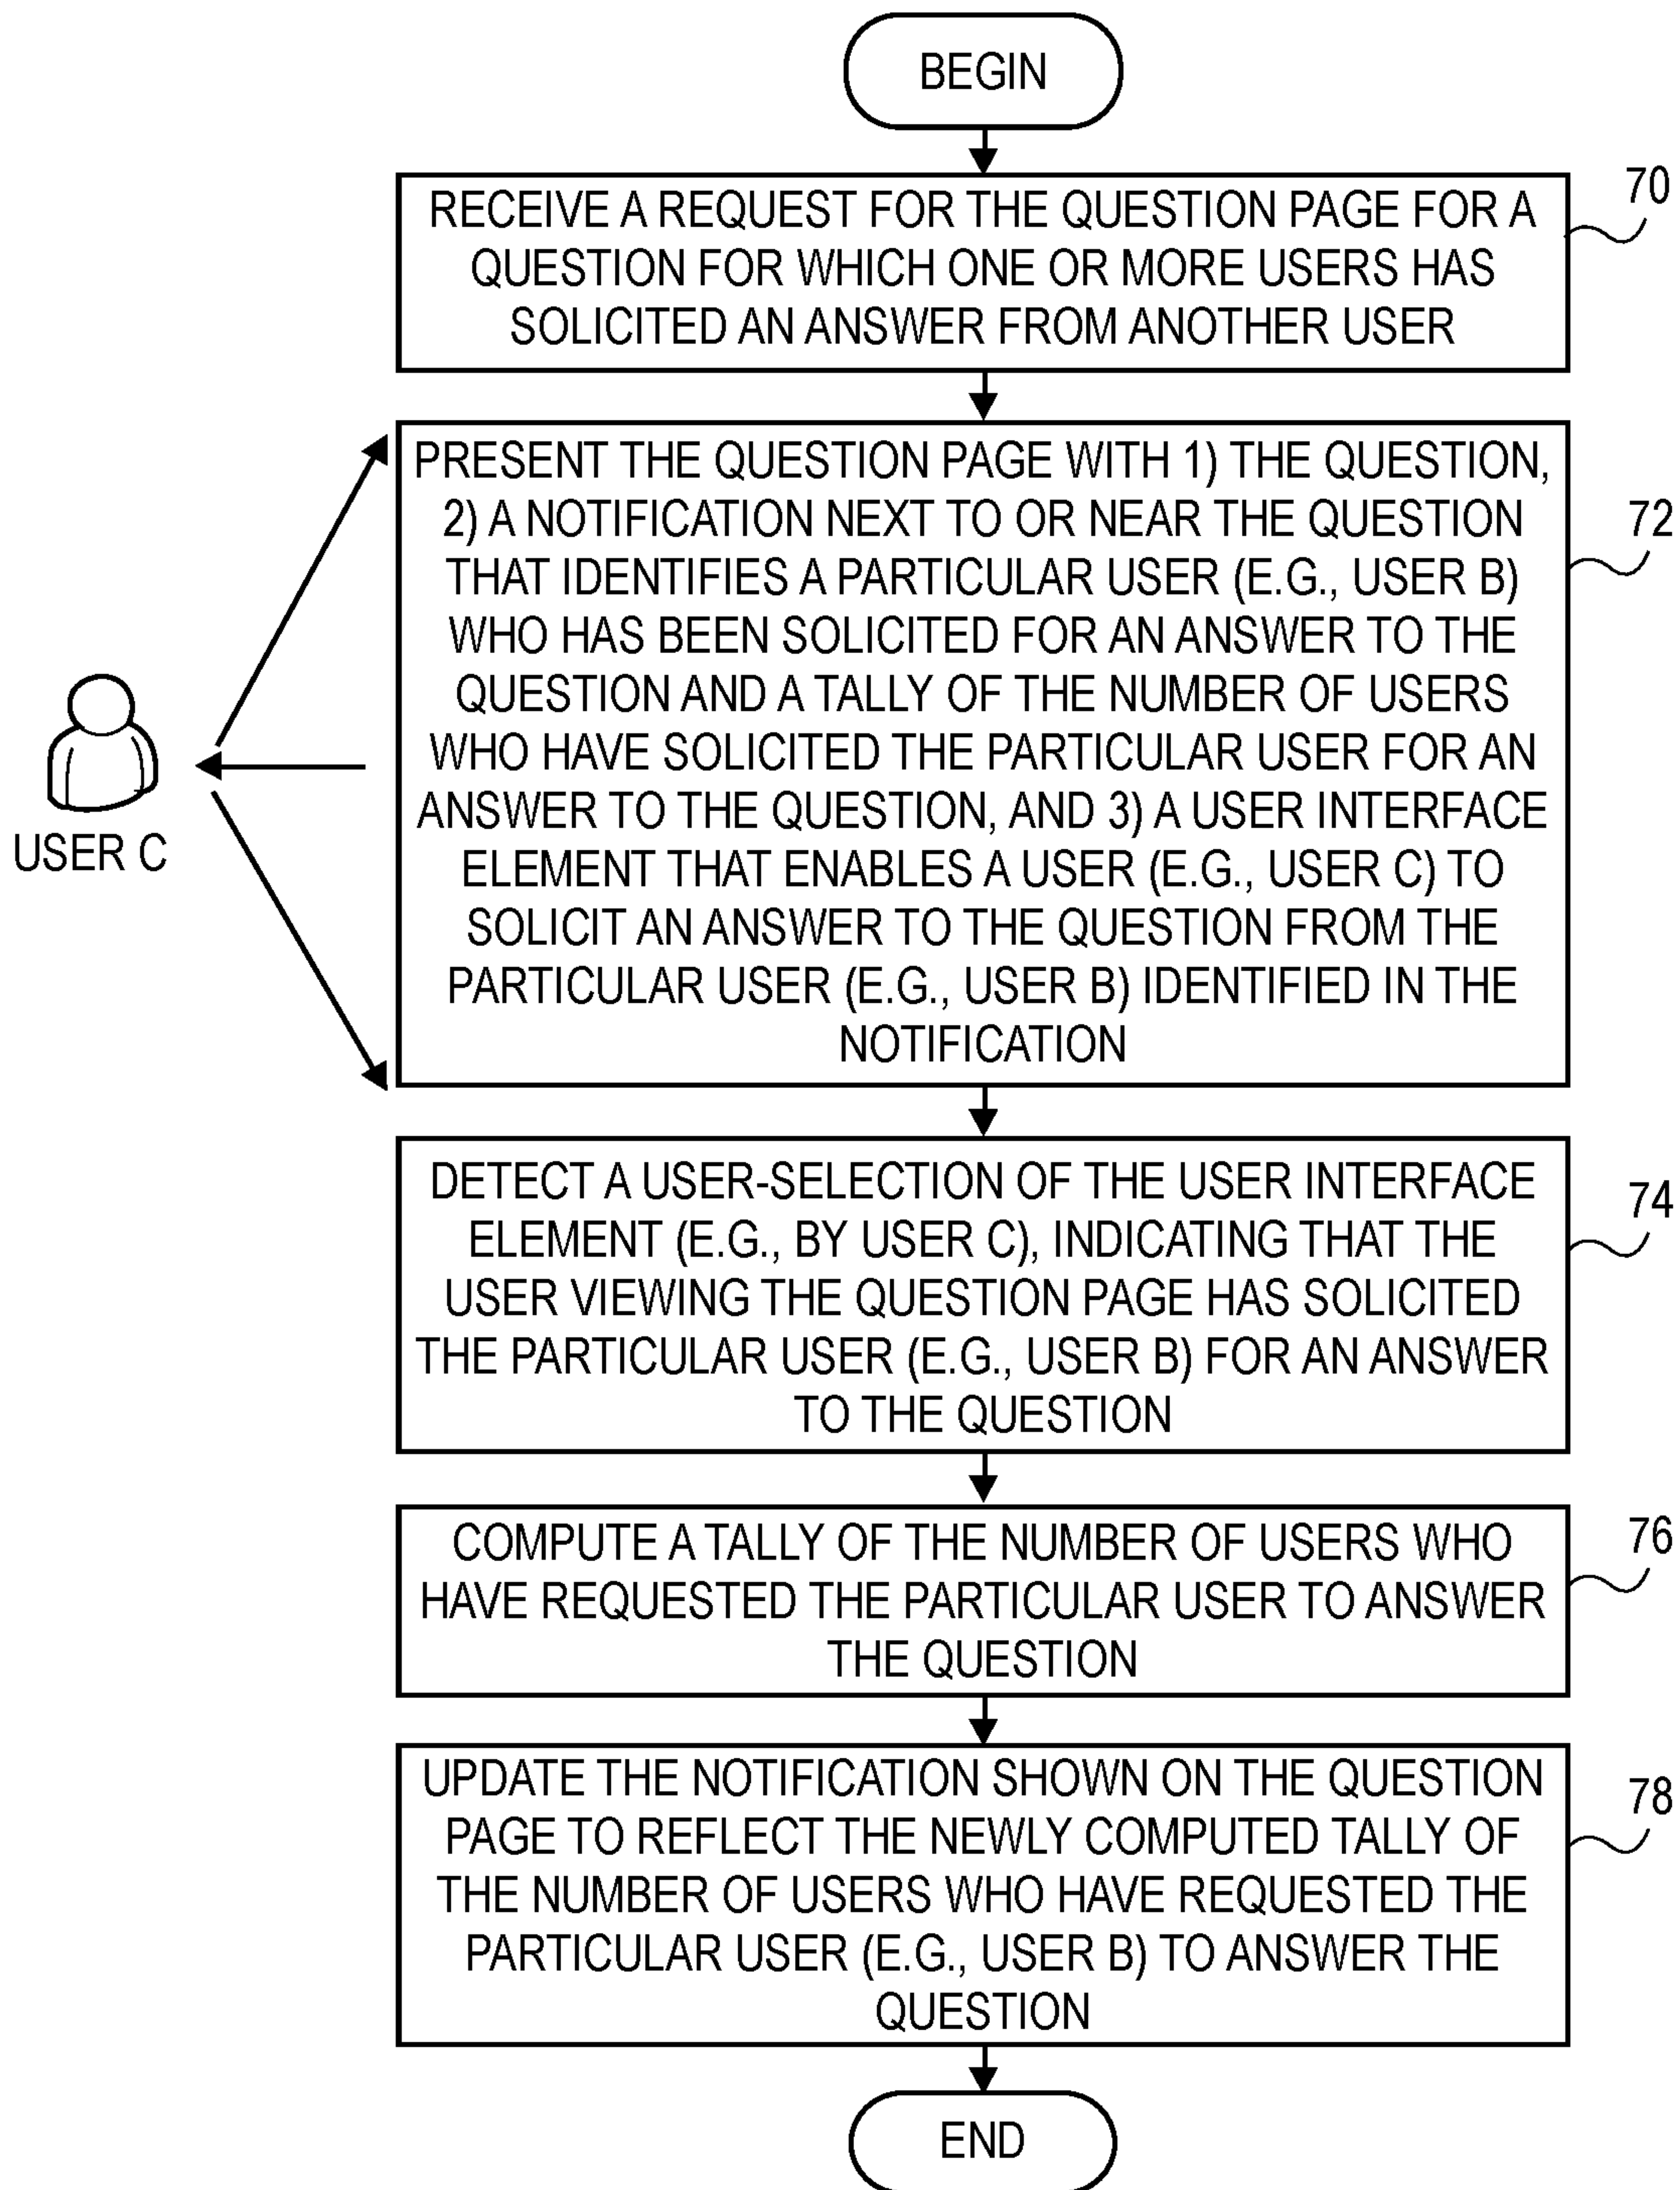 BEGIN
RECEIVE A REQUEST FOR THE QUESTION PAGE FOR A
QUESTION FOR WHICH ONE OR MORE USERS HAS
SOLICITED AN ANSWER FROM ANOTHER USER
70
PRESENT THE QUESTION PAGE WITH 1) THE QUESTION,
2) A NOTIFICATION NEXT TO OR NEAR THE QUESTION
THAT IDENTIFIES A PARTICULAR USER (E.G., USER B)
WHO HAS BEEN SOLICITED FOR AN ANSWER TO THE
QUESTION AND A TALLY OF THE NUMBER OF USERS
WHO HAVE SOLICITED THE PARTICULAR USER FOR AN
ANSWER TO THE QUESTION, AND 3) A USER INTERFACE
ELEMENT THAT ENABLES A USER (E.G., USER C) TO
SOLICIT AN ANSWER TO THE QUESTION FROM THE
PARTICULAR USER (E.G., USER B) IDENTIFIED IN THE
NOTIFICATION
72
USER C
DETECT A USER-SELECTION OF THE USER INTERFACE
ELEMENT (E.G., BY USER C), INDICATING THAT THE
USER VIEWING THE QUESTION PAGE HAS SOLICITED
THE PARTICULAR USER (E.G., USER B) FOR AN ANSWER
TO THE QUESTION
74
COMPUTE A TALLY OF THE NUMBER OF USERS WHO
HAVE REQUESTED THE PARTICULAR USER TO ANSWER
THE QUESTION
76
UPDATE THE NOTIFICATION SHOWN ON THE QUESTION
PAGE TO REFLECT THE NEWLY COMPUTED TALLY OF
THE NUMBER OF USERS WHO HAVE REQUESTED THE
PARTICULAR USER (E.G., USER B) TO ANSWER THE
QUESTION
78
END